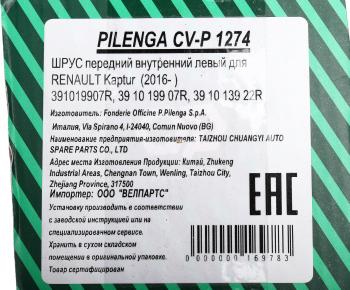 PILENGA CV-P 1274
ШРУС передний внутренний левый для
RENAULT Kaptur (2016- )
391019907R, 39 10 199 07R, 39 10 139 22R
Изготовитель: Fonderie Officine P.Pilenga S.p.A.
Италия, Via Spirano 4, I-24040, Comun Nuovo (BG)
Наименование предприятия-изготовителя: TAIZHOU CHUANGYI AUTO
SPARE PARTS CO., LTD
Адрес места Изготовления Продукции: Китай, Zhukeng
Industrial Areas, Chengnan Town, Wenling, Taizhou City,
Zhejiang Province, 317500
Импортер: ООО "ВЕЛПАРТС"
Установку производить в соответствии
с заводской инструкцией или на
специализированном сервисе.
Хранить в сухом складском
помещении в оригинальной упаковке.
Товар сертифицирован
EAC
0 000000 169783